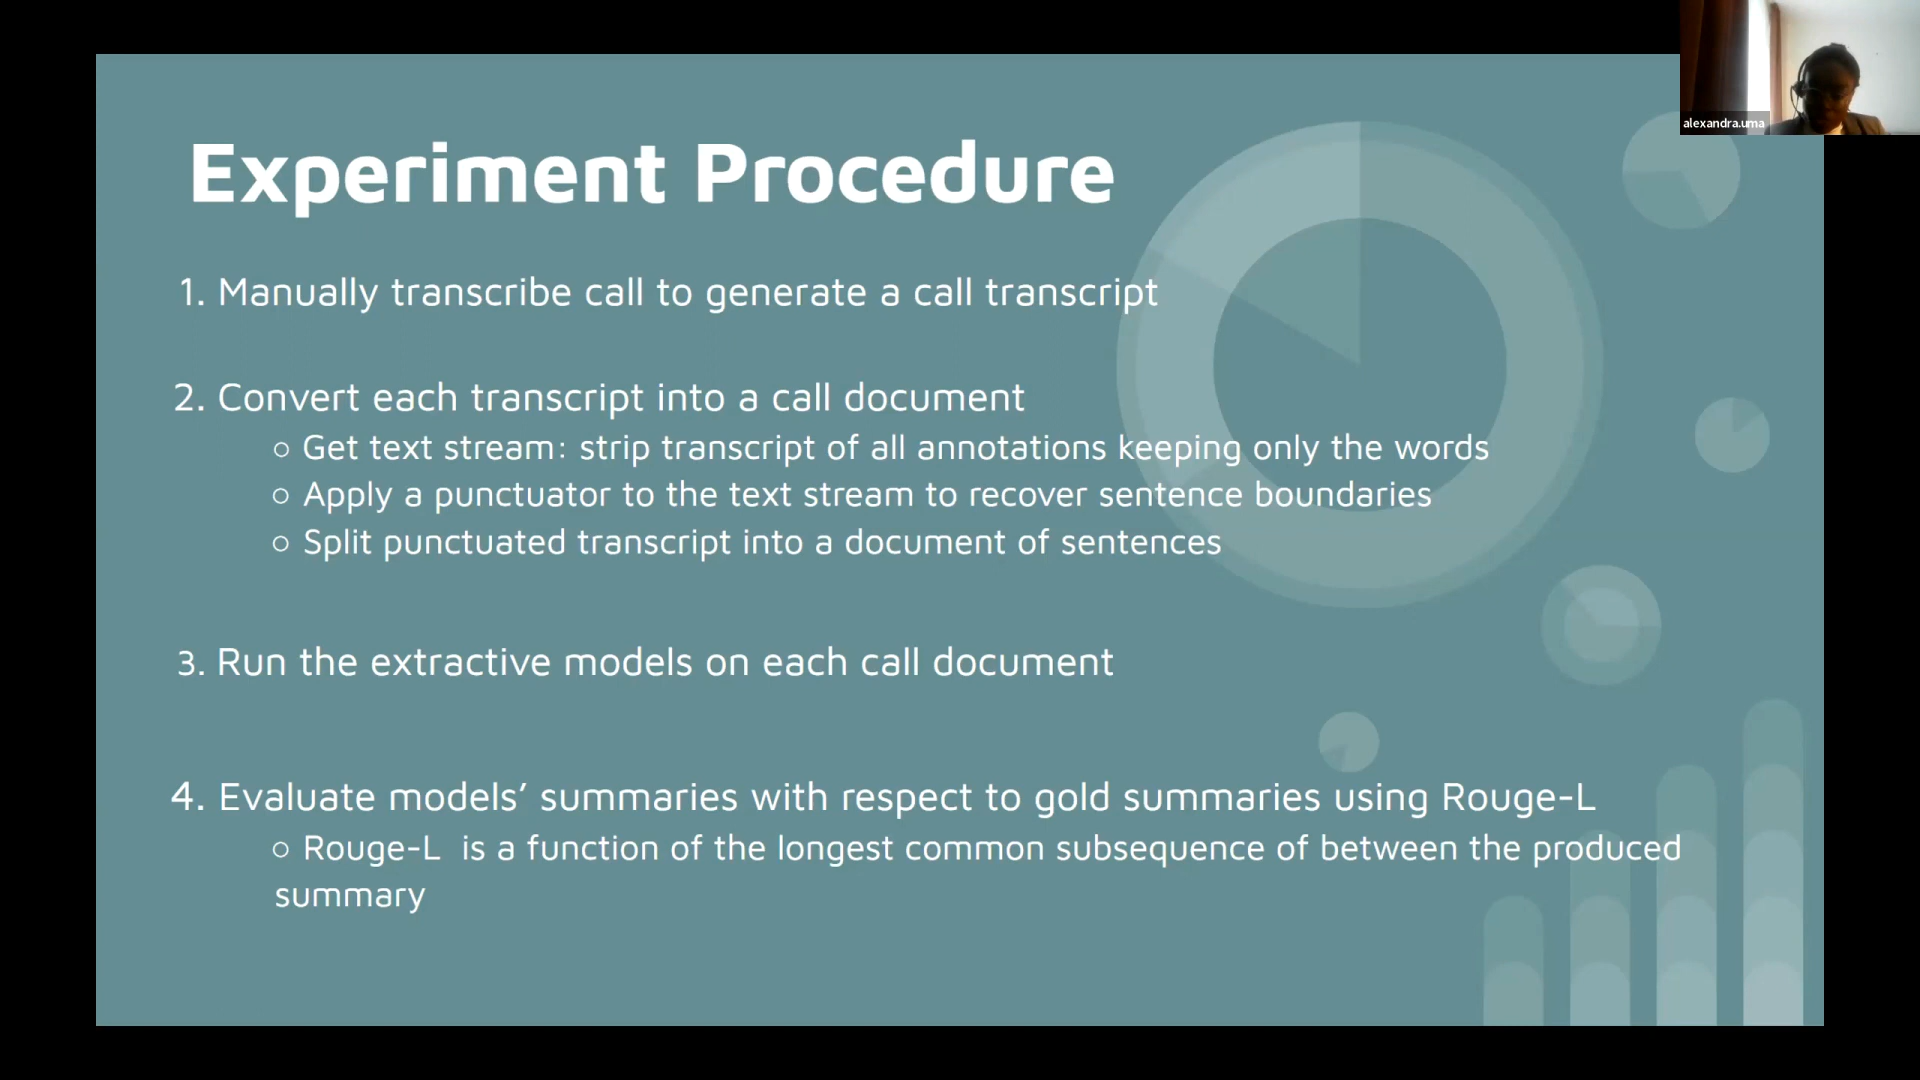 alexandra.uma
Experiment Procedure
1. Manually transcribe call to generate a call transcript
2. Convert each transcript into a call document
○ Get text stream: strip transcript of all annotations keeping only the words
○ Apply a punctuator to the text stream to recover sentence boundaries
○ Split punctuated transcript into a document of sentences
3. Run the extractive models on each call document
4. Evaluate models’ summaries with respect to gold summaries using Rouge-L
○ Rouge-L is a function of the longest common subsequence of between the produced
summary